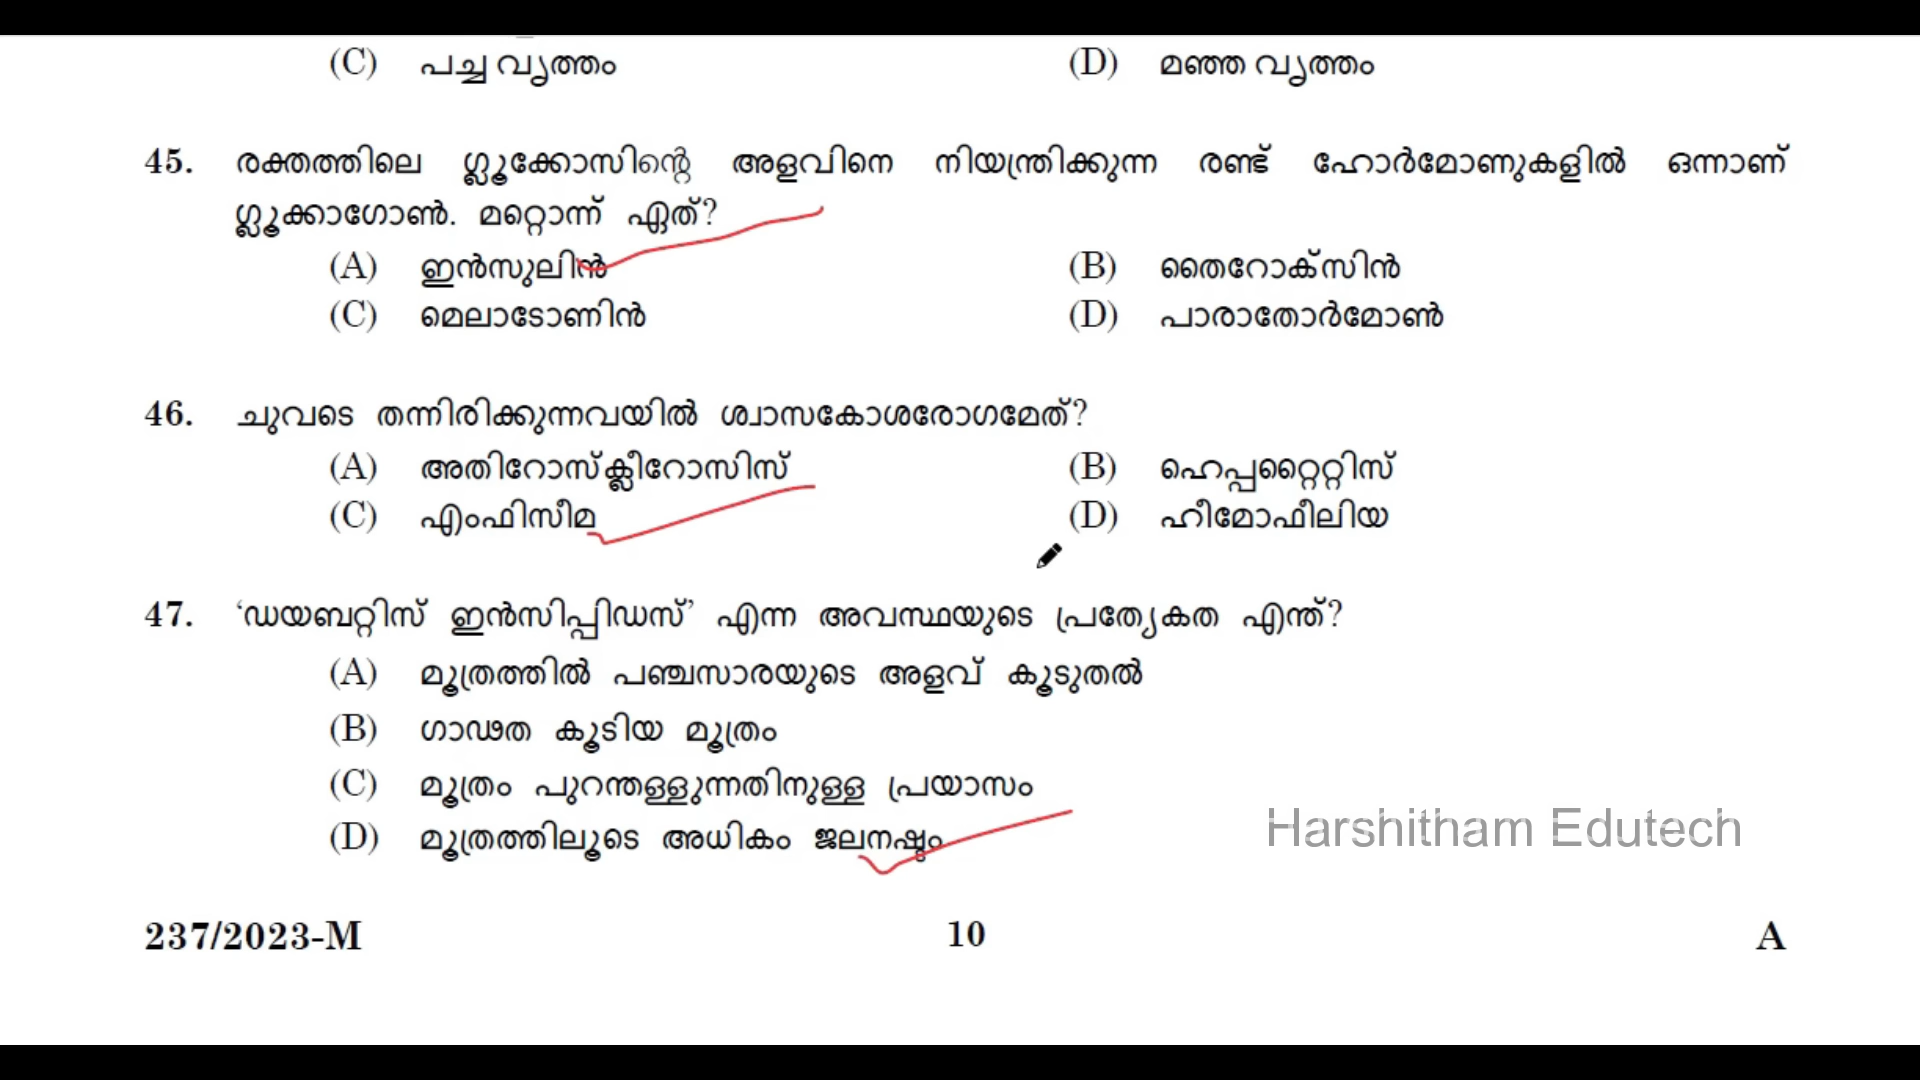 (C) പച്ച വൃത്തം (D) മഞ്ഞ വൃത്തം
45. രക്തത്തിലെ ഗ്ലൂക്കോസിന്റെ അളവിനെ നിയന്ത്രിക്കുന്ന രണ്ട് ഹോർമോണുകളിൽ ഒന്നാണ്
ഗ്ലൂക്കാഗോൺ. മറ്റൊന്ന് ഏത്?
(A) ഇൻസുലിൻ (B) തൈറോക്സിൻ
(C) മെലാടോണിൻ (D) പാരാതോർമോൺ
46. ചുവടെ തന്നിരിക്കുന്നവയിൽ ശ്വാസകോശരോഗമേത്?
(A) അതിറോസ്ക്ലീറോസിസ് (B) ഹെപ്പറ്റൈറ്റിസ്
(C) എംഫിസീമ (D) ഹീമോഫീലിയ
47. ‘ഡയബറ്റിസ് ഇൻസിപ്പിഡസ്’ എന്ന അവസ്ഥയുടെ പ്രത്യേകത എന്ത്?
(A) മൂത്രത്തിൽ പഞ്ചസാരയുടെ അളവ് കൂടുതൽ
(B) ഗാഢത കൂടിയ മൂത്രം
(C) മൂത്രം പുറന്തള്ളുന്നതിനുള്ള പ്രയാസം
(D) മൂത്രത്തിലൂടെ അധികം ജലനഷ്ടം
Harshitham Edutech
237/2023-M 10 A